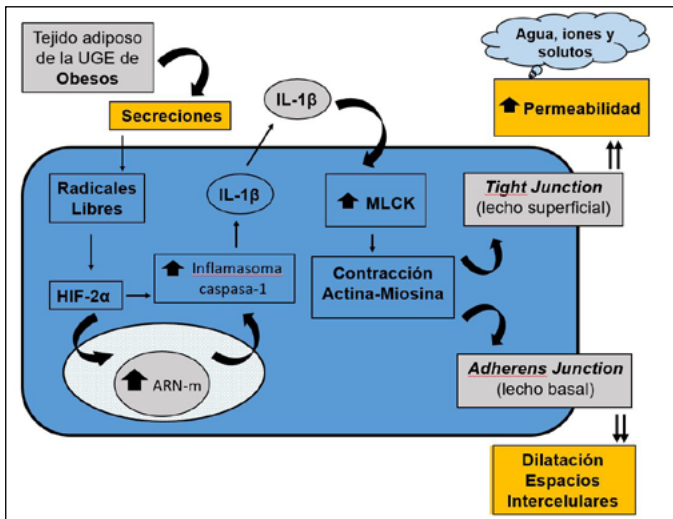 Tejido adiposo
de la UGE de
Obesos
Secreciones
Radicales
Libres
HIF-2α
⬆ ARN-m
⬆ Inflamasoma
caspasa-1
IL-1β
IL-1β
⬆ MLCK
Contracción
Actina-Miosina
Tight Junction
(lecho superficial)
⬆ Permeabilidad
Agua, iones y
solutos
Adherens Junction
(lecho basal)
Dilatación
Espacios
Intercelulares